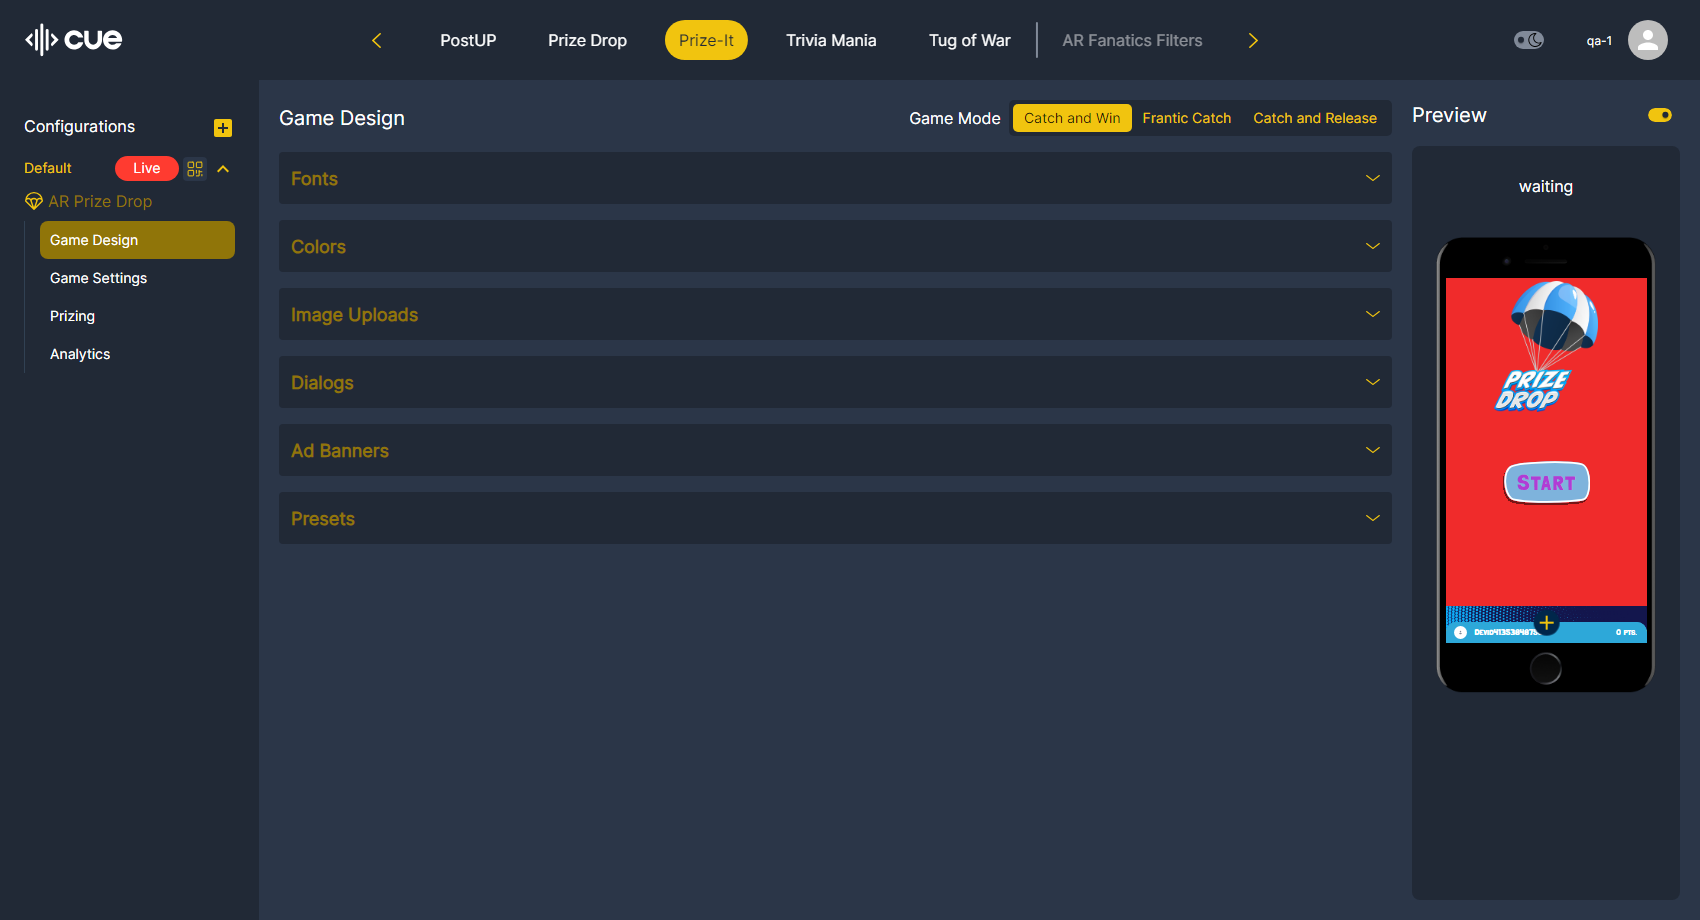 cue
PostUP
Prize Drop
Prize-It
Trivia Mania
Tug of War
AR Fanatics Filters
qa-1
Configurations
Default
Live
AR Prize Drop
Game Design
Game Settings
Prizing
Analytics
Game Design
Game Mode
Catch and Win
Frantic Catch
Catch and Release
Fonts
Colors
Image Uploads
Dialogs
Ad Banners
Presets
Preview
waiting
PRIZE
DROP
START
0 PTS.